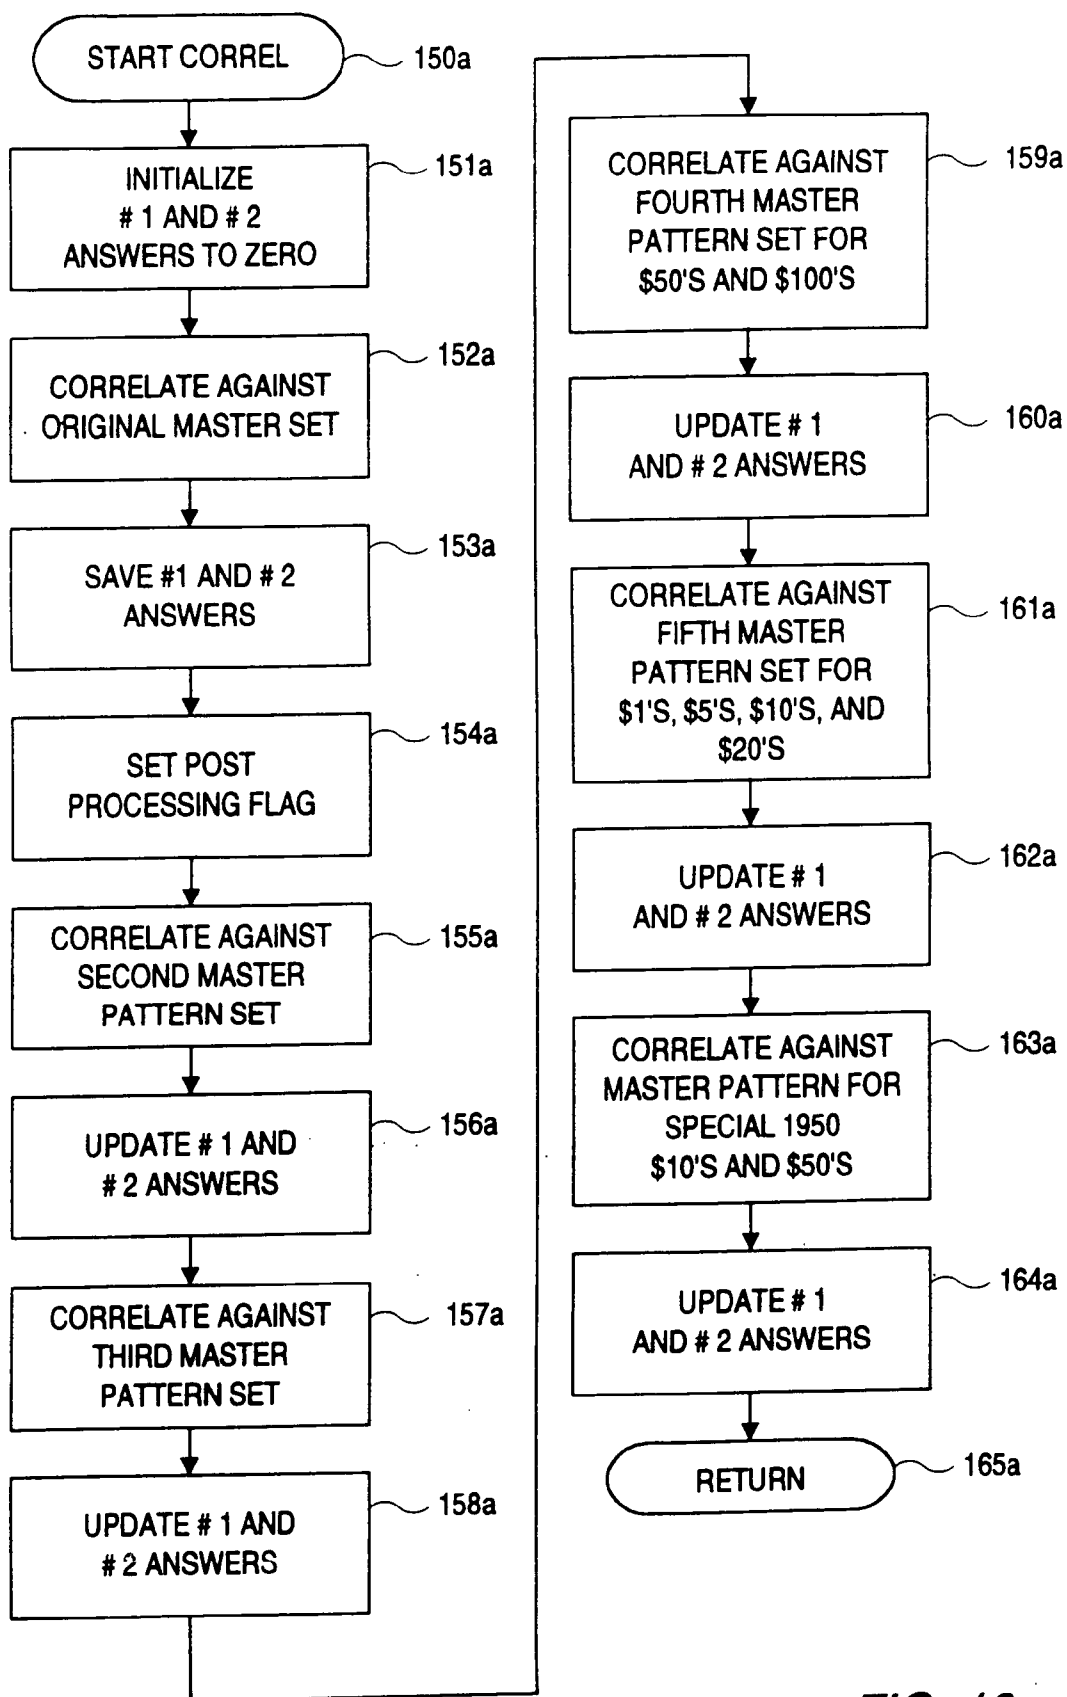 START CORREL
150a
INITIALIZE
# 1 AND # 2
ANSWERS TO ZERO
151a
CORRELATE AGAINST
ORIGINAL MASTER SET
152a
SAVE #1 AND # 2
ANSWERS
153a
SET POST
PROCESSING FLAG
154a
CORRELATE AGAINST
SECOND MASTER
PATTERN SET
155a
UPDATE # 1 AND
# 2 ANSWERS
156a
CORRELATE AGAINST
THIRD MASTER
PATTERN SET
157a
UPDATE # 1 AND
# 2 ANSWERS
158a
CORRELATE AGAINST
FOURTH MASTER
PATTERN SET FOR
$50'S AND $100'S
159a
UPDATE # 1
AND # 2 ANSWERS
160a
CORRELATE AGAINST
FIFTH MASTER
PATTERN SET FOR
$1'S, $5'S, $10'S, AND
$20'S
161a
UPDATE # 1
AND # 2 ANSWERS
162a
CORRELATE AGAINST
MASTER PATTERN FOR
SPECIAL 1950
$10'S AND $50'S
163a
UPDATE # 1
AND # 2 ANSWERS
164a
RETURN
165a